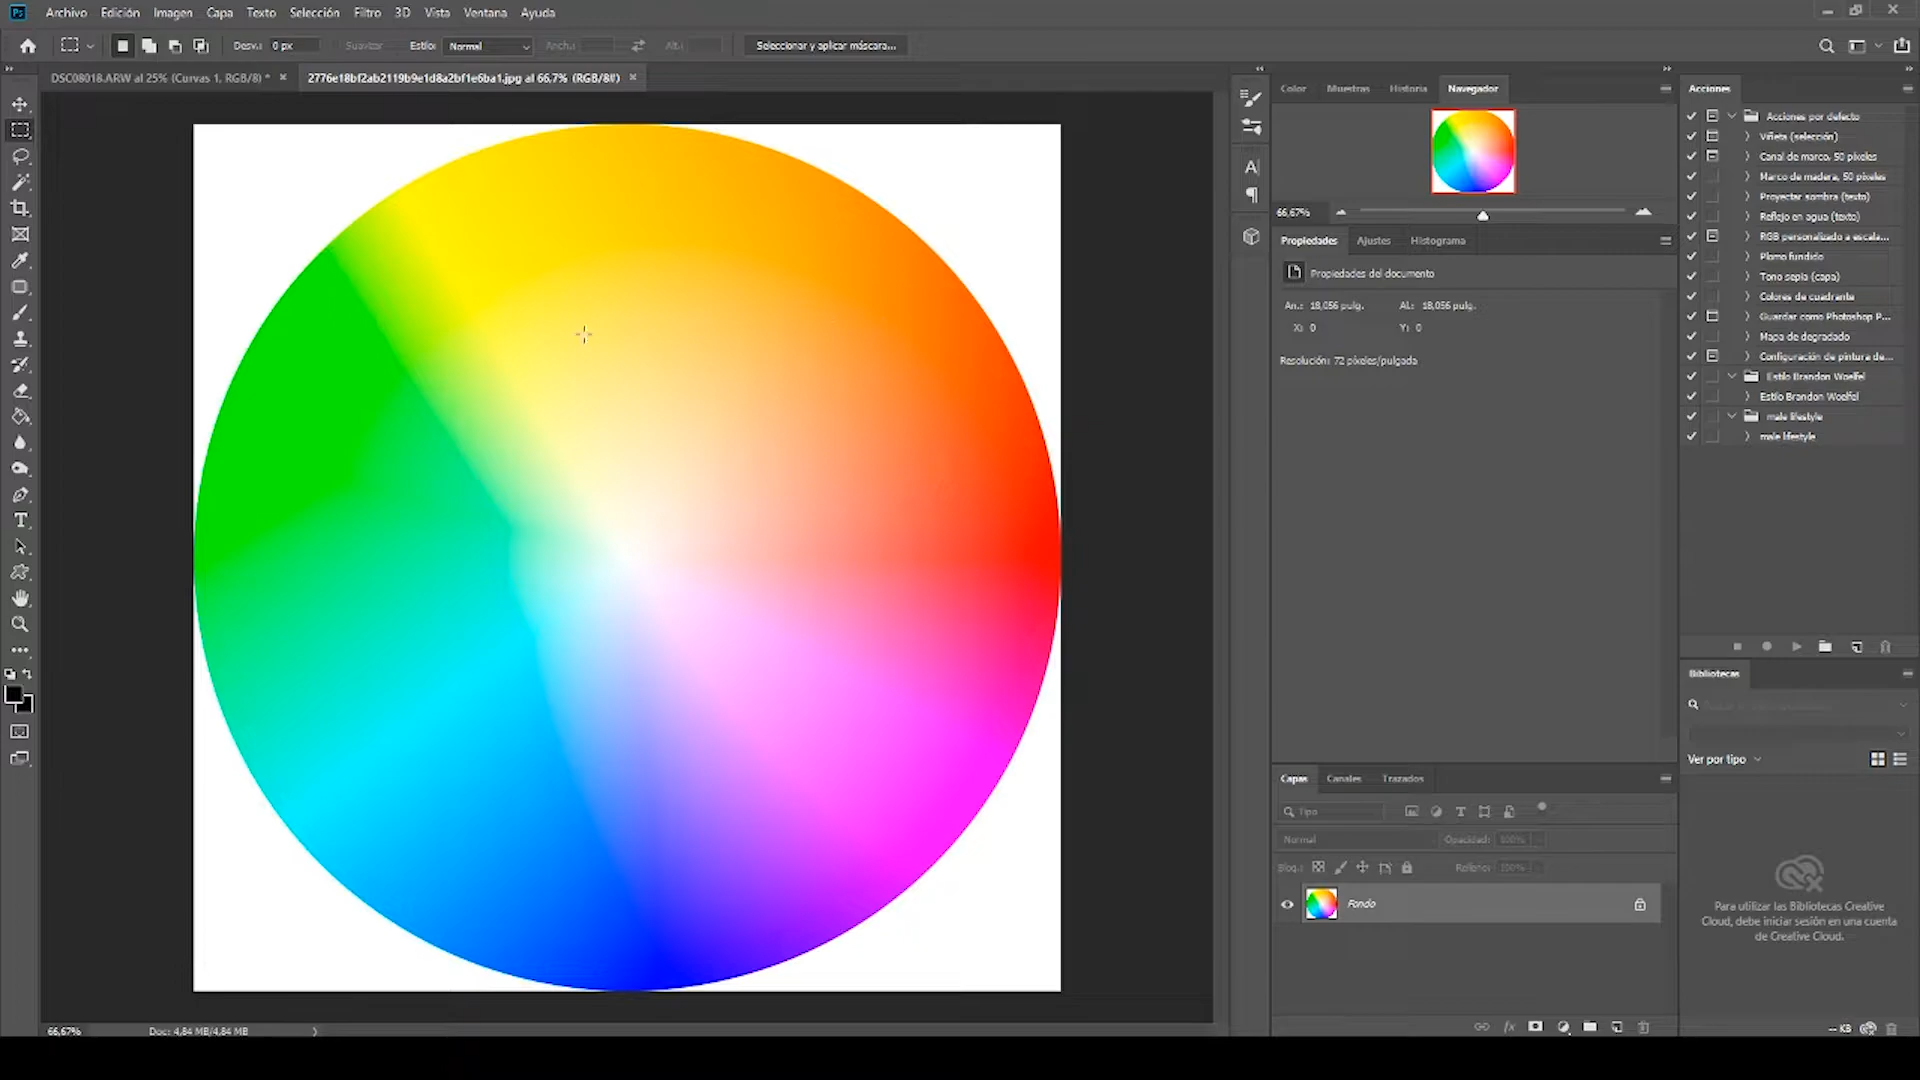 Ps Archivo Edición Imagen Capa Texto Selección Filtro 3D Vista Ventana Ayuda
Desv.: 0 px Suavizar Estilo: Normal Anch.: Alt.: Seleccionar y aplicar máscara...
DSC08018.ARW al 25% (Curvas 1, RGB/8) * ×
2776e18bf2ab2119b9e1d8a2bf1e6ba1.jpg al 66,7% (RGB/8#) ×
Color Muestras Historia Navegador
66,67%
Propiedades Ajustes Histograma
Propiedades del documento
An.: 18,056 pulg. Al.: 18,056 pulg.
X: 0 Y: 0
Resolución: 72 píxeles/pulgada
Capas Canales Trazados
Tipo
Normal Opacidad: 100%
Bloq.: Relleno: 100%
Fondo
Acciones
Acciones por defecto
Viñeta (selección)
Canal de marco, 50 píxeles
Marco de madera, 50 píxeles
Proyectar sombra (texto)
Reflejo en agua (texto)
RGB personalizado a escala...
Plomo fundido
Tono sepia (capa)
Colores de cuadrante
Guardar como Photoshop P...
Mapa de degradado
Configuración de pintura de...
Estilo Brandon Woelfel
Estilo Brandon Woelfel
male lifestyle
male lifestyle
Bibliotecas
Ver por tipo
Para utilizar las Bibliotecas Creative
Cloud, debe iniciar sesión en una cuenta
de Creative Cloud.
-- KB
66,67% Doc: 4,84 MB/4,84 MB